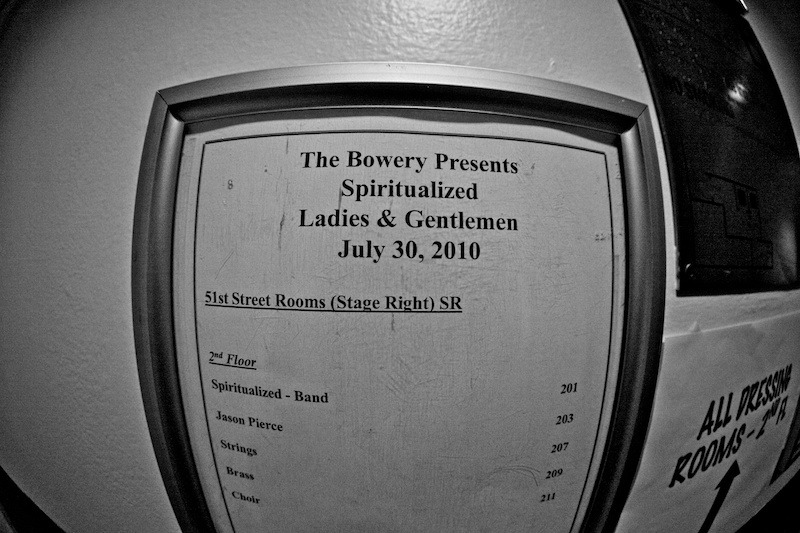 The Bowery Presents
Spiritualized
Ladies & Gentlemen
July 30, 2010
51st Street Rooms (Stage Right) SR
2nd Floor
Spiritualized - Band 201
Jason Pierce 203
Strings 207
Brass 209
Choir 211
ALL DRESSING
ROOMS - 2ND FL